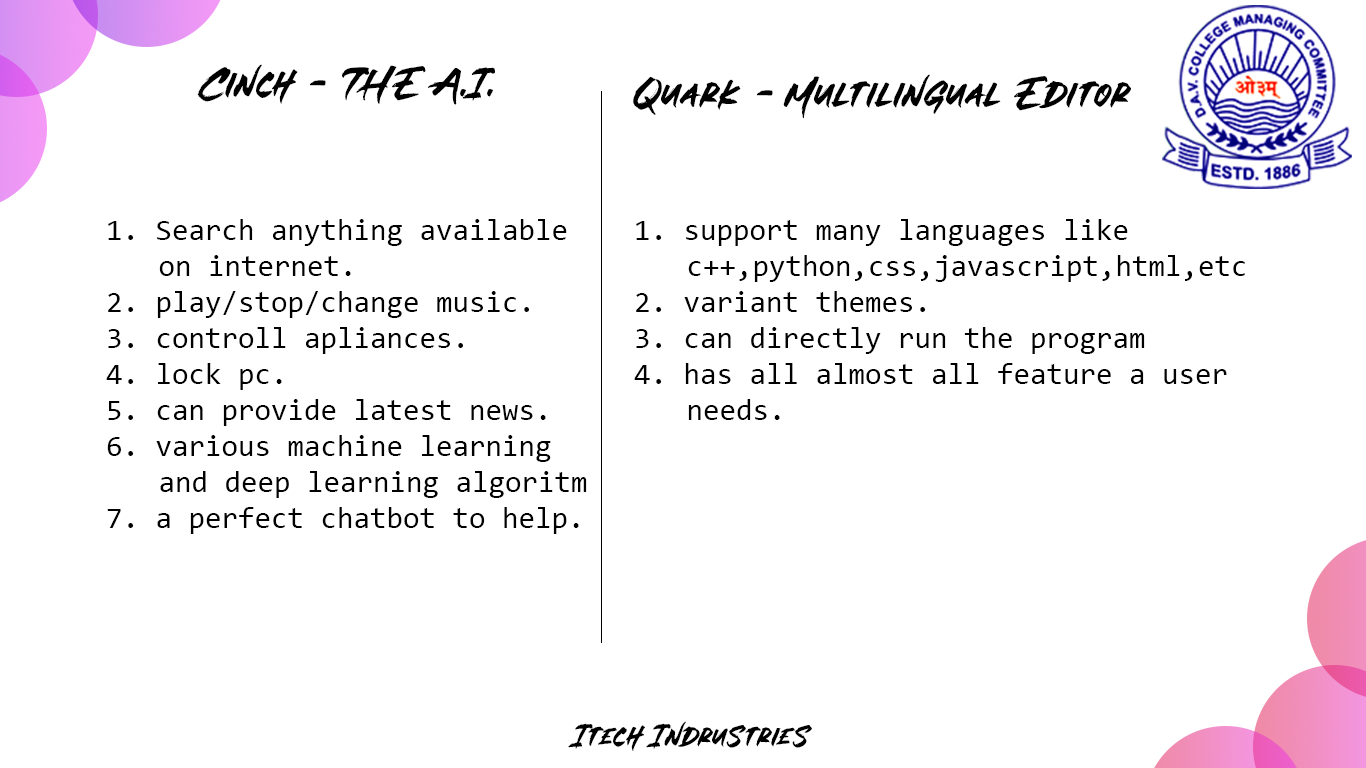 Cinch - THE A.I.
1. Search anything available
on internet.
2. play/stop/change music.
3. controll apliances.
4. lock pc.
5. can provide latest news.
6. various machine learning
and deep learning algoritm
7. a perfect chatbot to help.
Quark - Multilingual Editor
1. support many languages like
c++,python,css,javascript,html,etc
2. variant themes.
3. can directly run the program
4. has all almost all feature a user
needs.
D.A.V. COLLEGE MANAGING COMMITTEE
ओ३म्
ESTD. 1886
Itech Indrustries